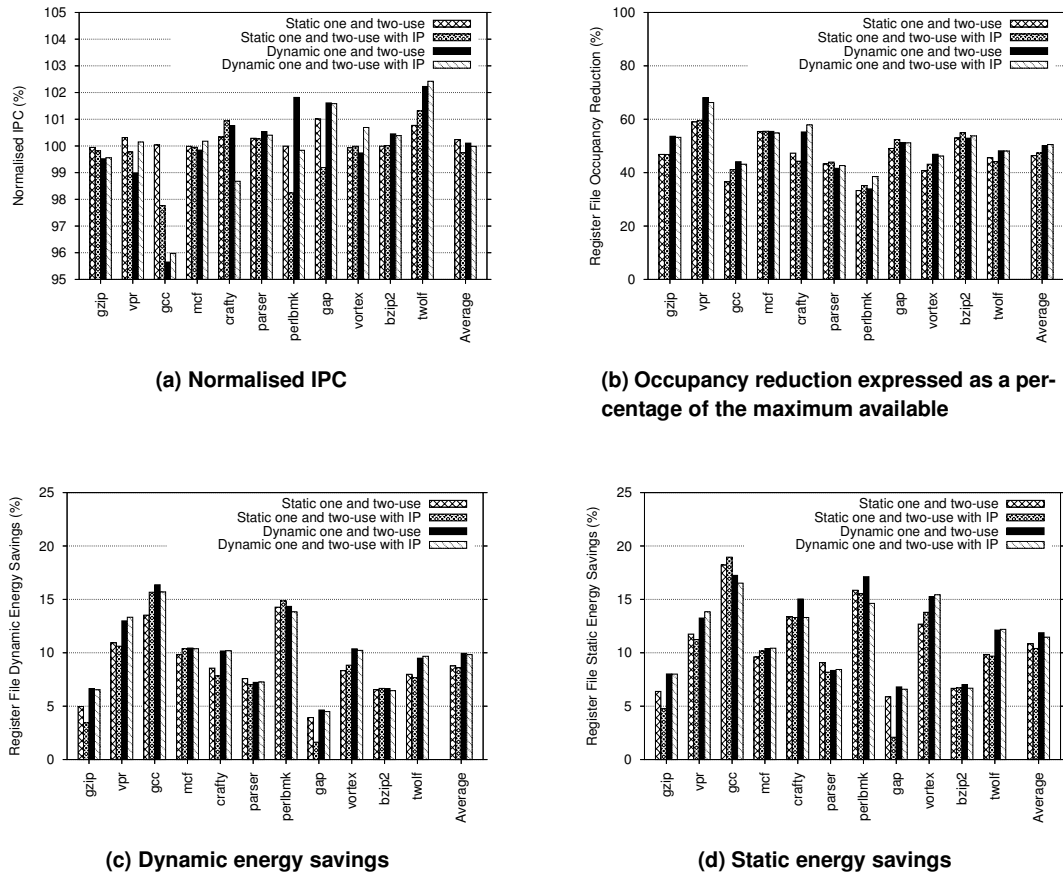 Normalised IPC (%)
105
104
103
102
101
100
99
98
97
96
95
Static one and two-use
Static one and two-use with IP
Dynamic one and two-use
Dynamic one and two-use with IP
gzip
vpr
gcc
mcf
crafty
parser
perlbmk
gap
vortex
bzip2
twolf
Average
(a) Normalised IPC
Register File Occupancy Reduction (%)
100
80
60
40
20
0
Static one and two-use
Static one and two-use with IP
Dynamic one and two-use
Dynamic one and two-use with IP
gzip
vpr
gcc
mcf
crafty
parser
perlbmk
gap
vortex
bzip2
twolf
Average
(b) Occupancy reduction expressed as a per-
centage of the maximum available
Register File Dynamic Energy Savings (%)
25
20
15
10
5
0
Static one and two-use
Static one and two-use with IP
Dynamic one and two-use
Dynamic one and two-use with IP
gzip
vpr
gcc
mcf
crafty
parser
perlbmk
gap
vortex
bzip2
twolf
Average
(c) Dynamic energy savings
Register File Static Energy Savings (%)
25
20
15
10
5
0
Static one and two-use
Static one and two-use with IP
Dynamic one and two-use
Dynamic one and two-use with IP
gzip
vpr
gcc
mcf
crafty
parser
perlbmk
gap
vortex
bzip2
twolf
Average
(d) Static energy savings